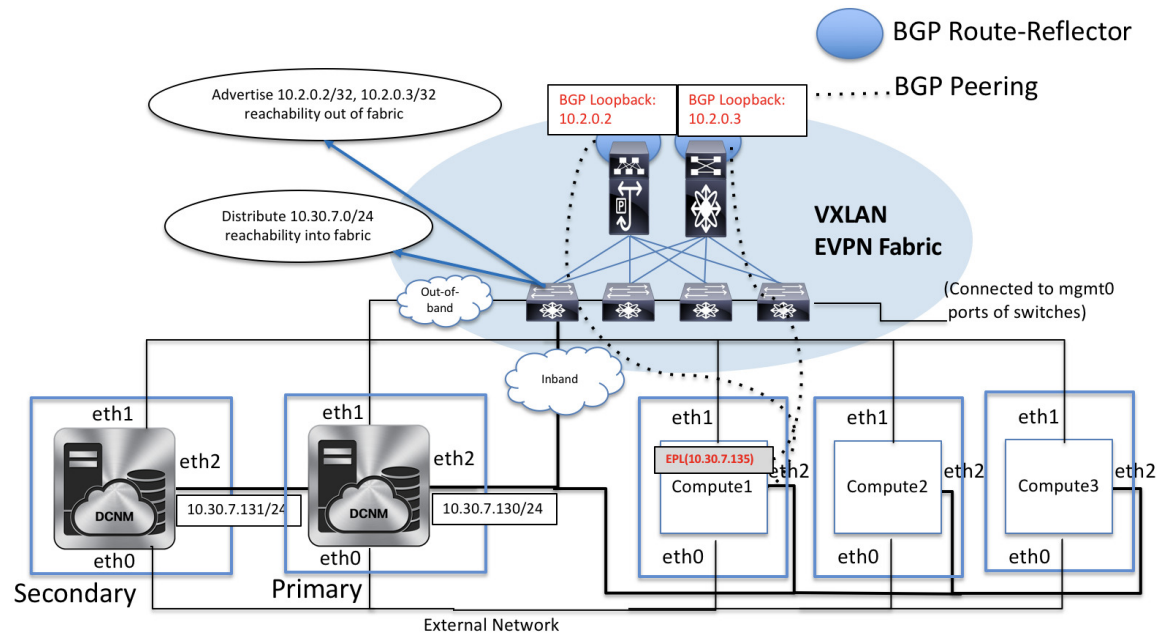 BGP Route-Reflector
BGP Peering
Advertise 10.2.0.2/32, 10.2.0.3/32
reachability out of fabric
BGP Loopback:
10.2.0.2
BGP Loopback:
10.2.0.3
P
Distribute 10.30.7.0/24
reachability into fabric
VXLAN
EVPN Fabric
Out-of-
band
(Connected to mgmt0
ports of switches)
Inband
eth1
eth2
DCNM
10.30.7.131/24
eth0
Secondary
eth1
eth2
DCNM
10.30.7.130/24
eth0
Primary
eth1
EPL(10.30.7.135)
eth2
Compute1
eth0
eth1
eth2
Compute2
eth0
eth1
eth2
Compute3
eth0
External Network